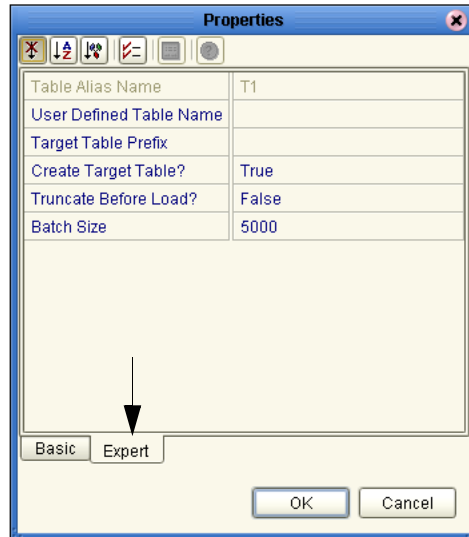 Properties
Table Alias Name T1
User Defined Table Name
Target Table Prefix
Create Target Table? True
Truncate Before Load? False
Batch Size 5000
Basic Expert
OK Cancel